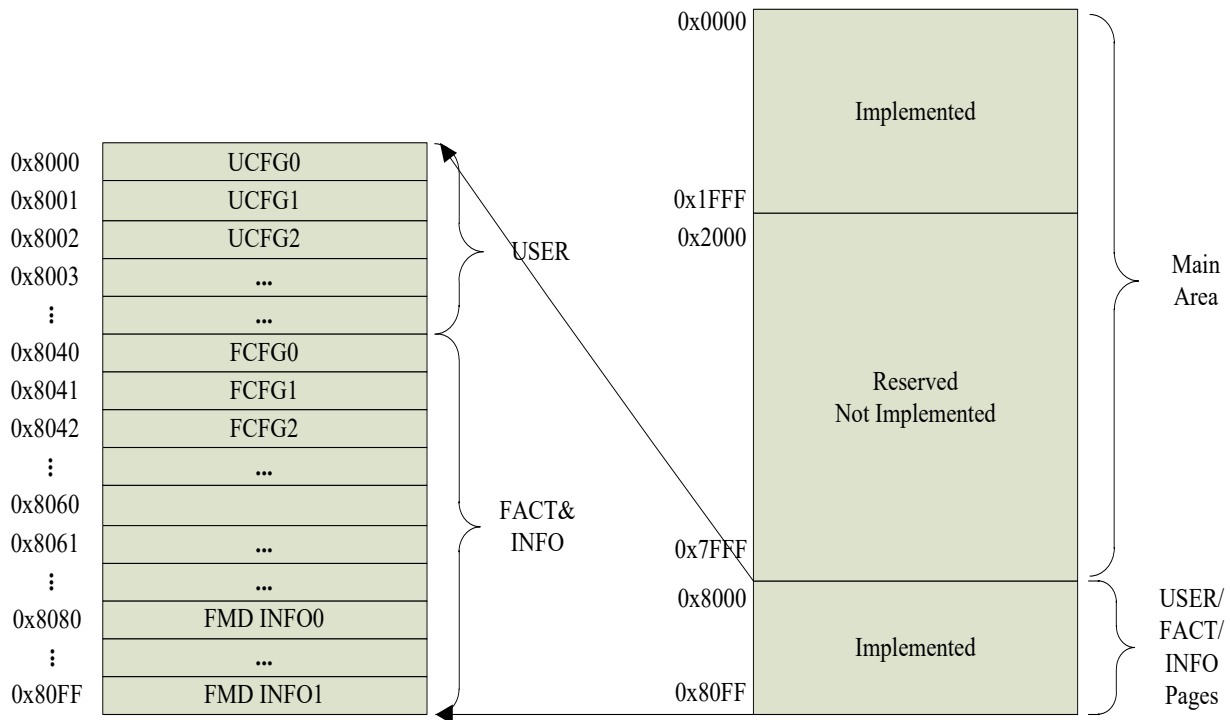 0x8000 UCFG0
0x8001 UCFG1
0x8002 UCFG2
0x8003 ...
⋮ ...
USER
0x8040 FCFG0
0x8041 FCFG1
0x8042 FCFG2
⋮ ...
0x8060
0x8061 ...
⋮ ...
0x8080 FMD INFO0
⋮ ...
0x80FF FMD INFO1
FACT&
INFO
0x0000
Implemented
0x1FFF
0x2000
Reserved
Not Implemented
0x7FFF
Main
Area
0x8000
Implemented
0x80FF
USER/
FACT/
INFO
Pages